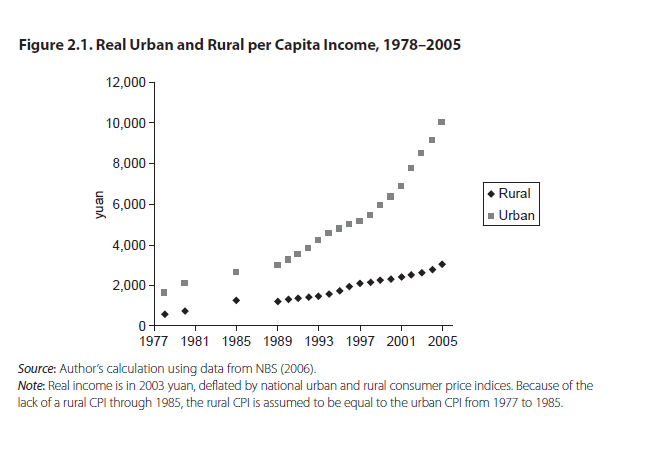 Figure 2.1. Real Urban and Rural per Capita Income, 1978–2005
12,000
10,000
8,000
6,000
4,000
2,000
0
yuan
1977 1981 1985 1989 1993 1997 2001 2005
Rural
Urban
Source: Author's calculation using data from NBS (2006).
Note: Real income is in 2003 yuan, deflated by national urban and rural consumer price indices. Because of the
lack of a rural CPI through 1985, the rural CPI is assumed to be equal to the urban CPI from 1977 to 1985.